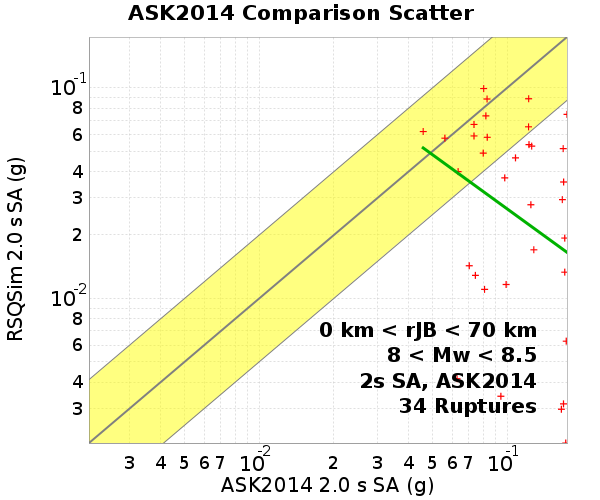 ASK2014 Comparison Scatter
RSQSim 2.0 s SA (g)
10-1
8
6
4
3
2
10-2
8
6
4
3
0 km < rJB < 70 km
8 < Mw < 8.5
2s SA, ASK2014
34 Ruptures
3 4 5 6 7 10-2 2 3 4 5 6 7 10-1
ASK2014 2.0 s SA (g)